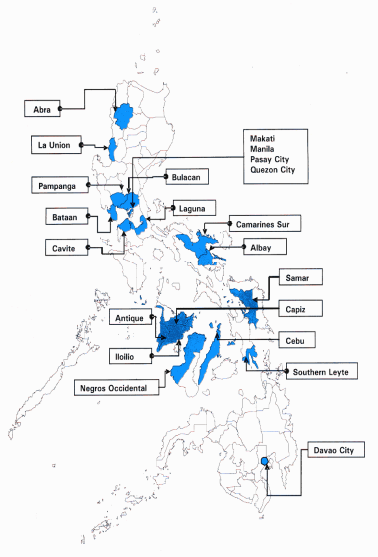 Abra
La Union
Makati
Manila
Pasay City
Quezon City
Bulacan
Pampanga
Laguna
Bataan
Camarines Sur
Cavite
Albay
Samar
Capiz
Antique
Cebu
Iloilio
Southern Leyte
Negros Occidental
Davao City